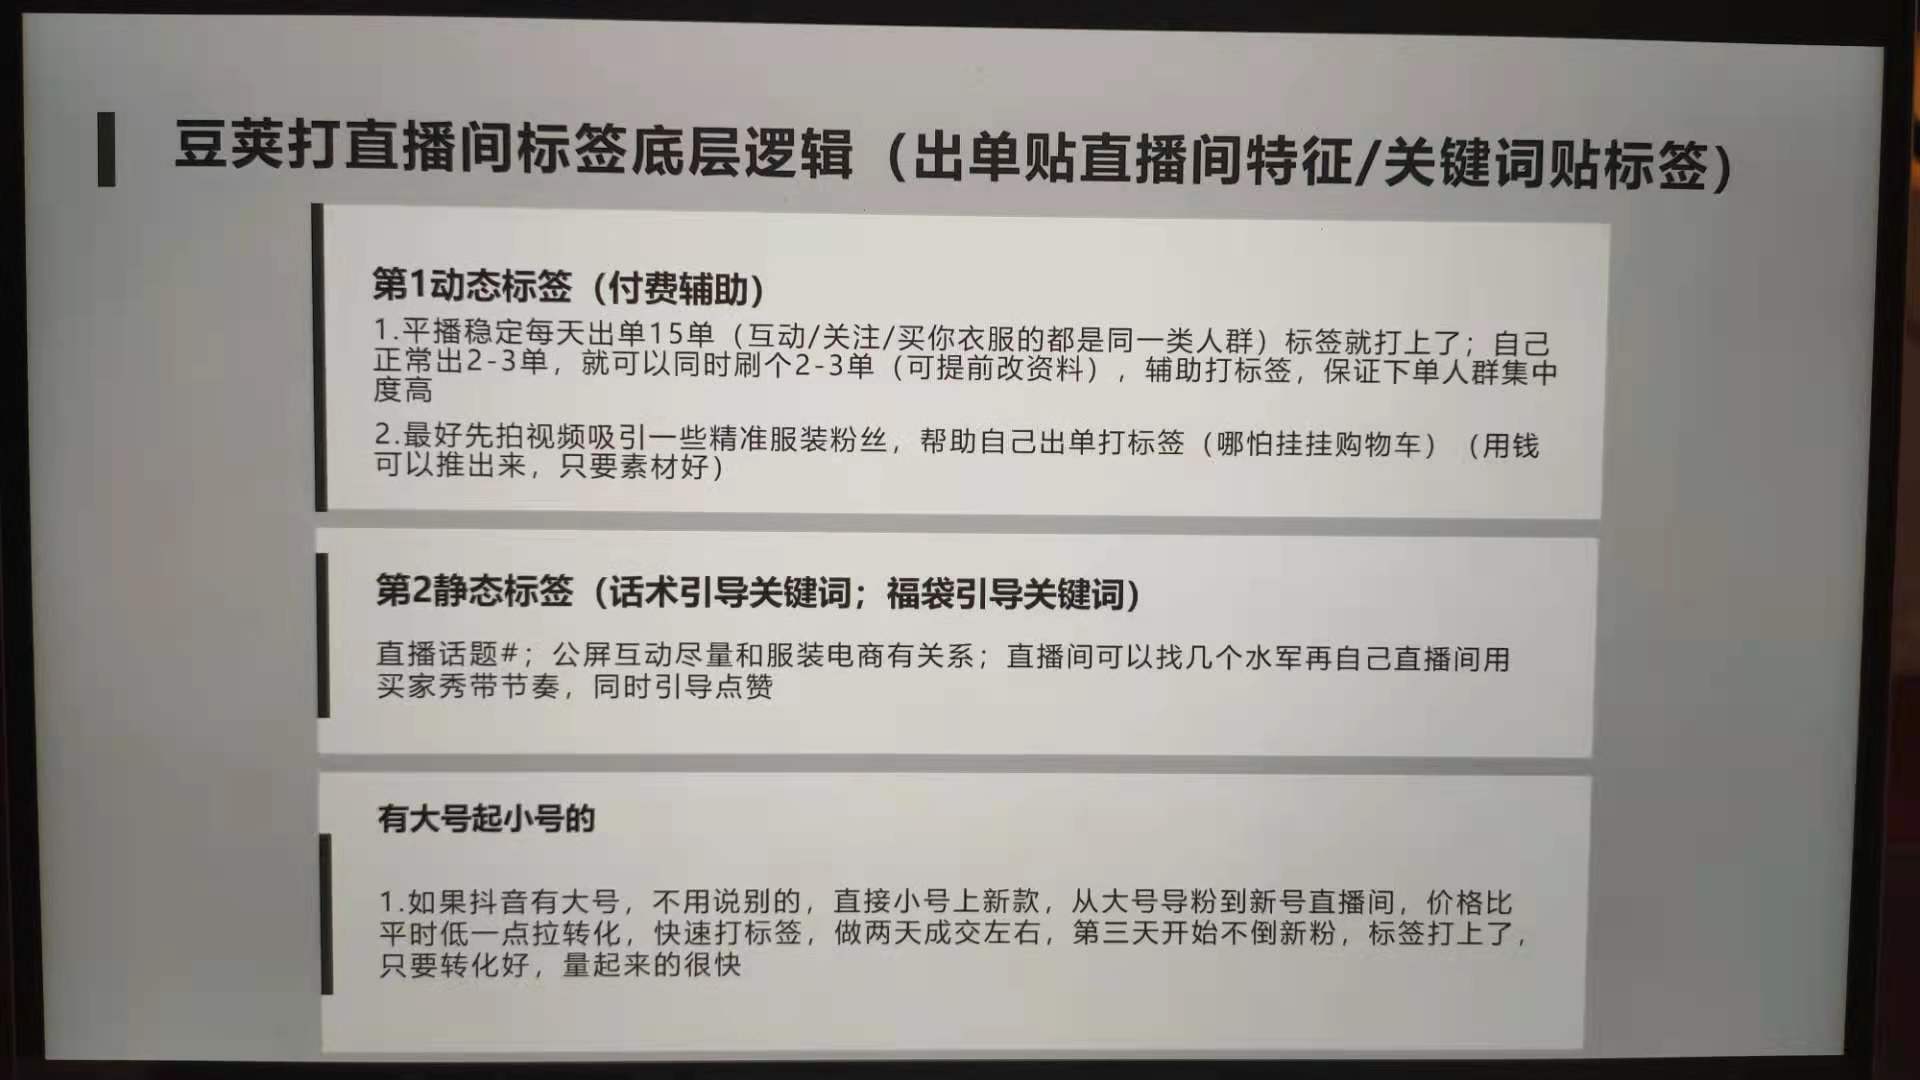 豆荚打直播间标签底层逻辑（出单贴直播间特征/关键词贴标签）
第1动态标签（付费辅助）
1.平播稳定每天出单15单（互动/关注/买你衣服的都是同一类人群）标签就打上了；自己
正常出2-3单，就可以同时刷个2-3单（可提前改资料），辅助打标签，保证下单人群集中
度高
2.最好先拍视频吸引一些精准服装粉丝，帮助自己出单打标签（哪怕挂挂购物车）（用钱
可以推出来，只要素材好）
第2静态标签（话术引导关键词；福袋引导关键词）
直播话题#；公屏互动尽量和服装电商有关系；直播间可以找几个水军再自己直播间用
买家秀带节奏，同时引导点赞
有大号起小号的
1.如果抖音有大号，不用说别的，直接小号上新款，从大号导粉到新号直播间，价格比
平时低一点拉转化，快速打标签，做两天成交左右，第三天开始不倒新粉，标签打上了，
只要转化好，量起来的很快